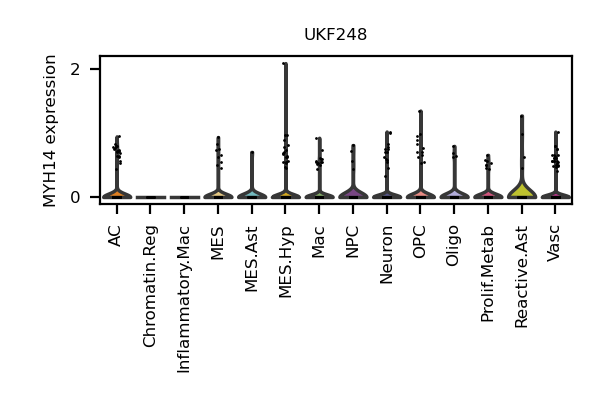 UKF248
MYH14 expression
2
0
AC
Chromatin.Reg
Inflammatory.Mac
MES
MES.Ast
MES.Hyp
Mac
NPC
Neuron
OPC
Oligo
Prolif.Metab
Reactive.Ast
Vasc